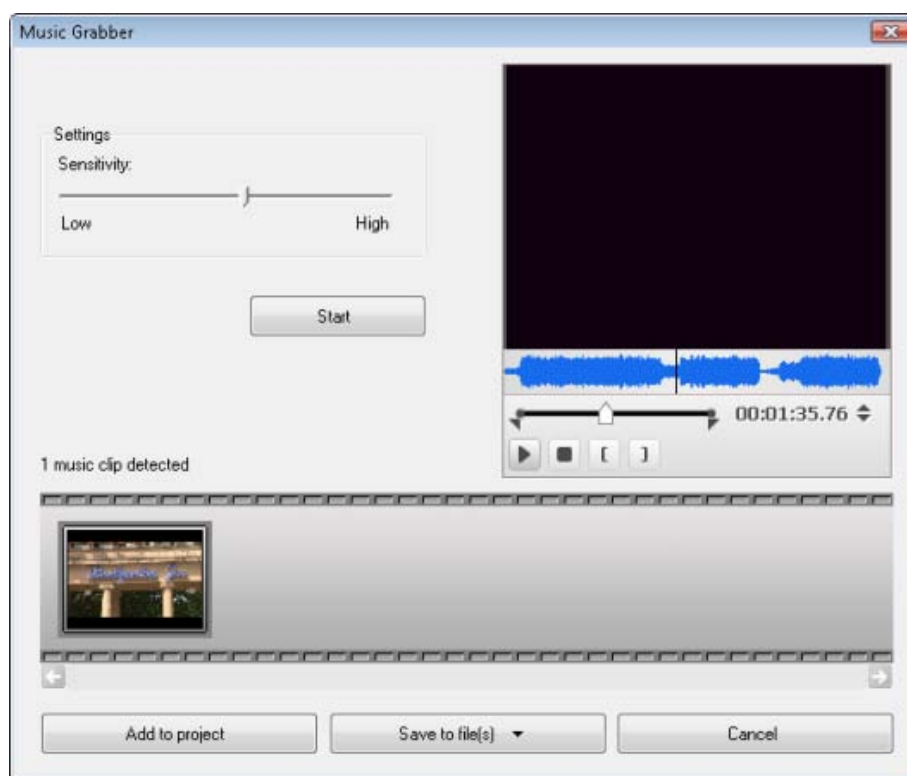 Music Grabber
Settings
Sensitivity:
Low High
Start
00:01:35.76
[ ]
1 music clip detected
Add to project Save to file(s) Cancel